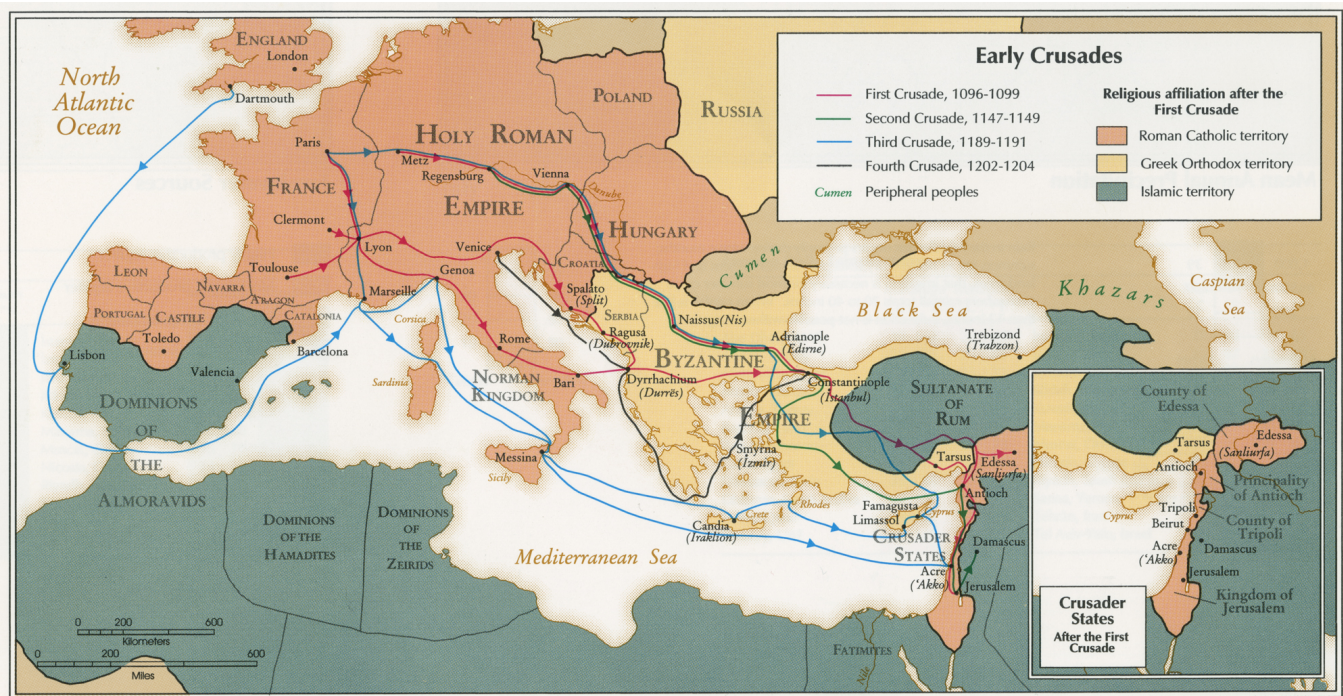 Early Crusades
First Crusade, 1096-1099
Second Crusade, 1147-1149
Third Crusade, 1189-1191
Fourth Crusade, 1202-1204
Cumen Peripheral peoples
Religious affiliation after the
First Crusade
Roman Catholic territory
Greek Orthodox territory
Islamic territory
North
Atlantic
Ocean
ENGLAND
London
Dartmouth
POLAND
RUSSIA
Paris
HOLY ROMAN
EMPIRE
Metz
Regensburg
Vienna
Danube
FRANCE
Clermont
Lyon
Toulouse
Venice
Genoa
Marseille
HUNGARY
CROATIA
Cumen
Khazars
Caspian
Sea
Black Sea
LEON
NAVARRA
ARAGON
PORTUGAL
CASTILE
CATALONIA
Toledo
Barcelona
Lisbon
Valencia
Corsica
Sardinia
Spalato
(Split)
SERBIA
Ragusa
(Dubrovnik)
Naissus(Nis)
Adrianople
(Edirne)
Trebizond
(Trabzon)
Rome
Bari
NORMAN
KINGDOM
BYZANTINE
EMPIRE
Dyrrhachium
(Durrës)
Constantinople
(Istanbul)
SULTANATE
OF
RUM
DOMINIONS
OF
THE
ALMORAVIDS
DOMINIONS
OF THE
HAMADITES
DOMINIONS
OF
THE
ZEIRIDS
Messina
Sicily
Smyrna
(İzmir)
Tarsus
Edessa
(Sanliurfa)
Antioch
Rhodes
Crete
Candia
(Iraklion)
Famagusta
Limassol
Cyprus
CRUSADER
STATES
Damascus
Acre
('Akko)
Jerusalem
Mediterranean Sea
FATIMITES
Nile
0 200 600
Kilometers
0 200 600
Miles
County of
Edessa
Tarsus
Edessa
(Sanliurfa)
Antioch
Principality
of Antioch
Cyprus
Tripoli
Beirut
County of
Tripoli
Acre
('Akko)
Damascus
Jerusalem
Kingdom of
Jerusalem
Crusader
States
After the First
Crusade